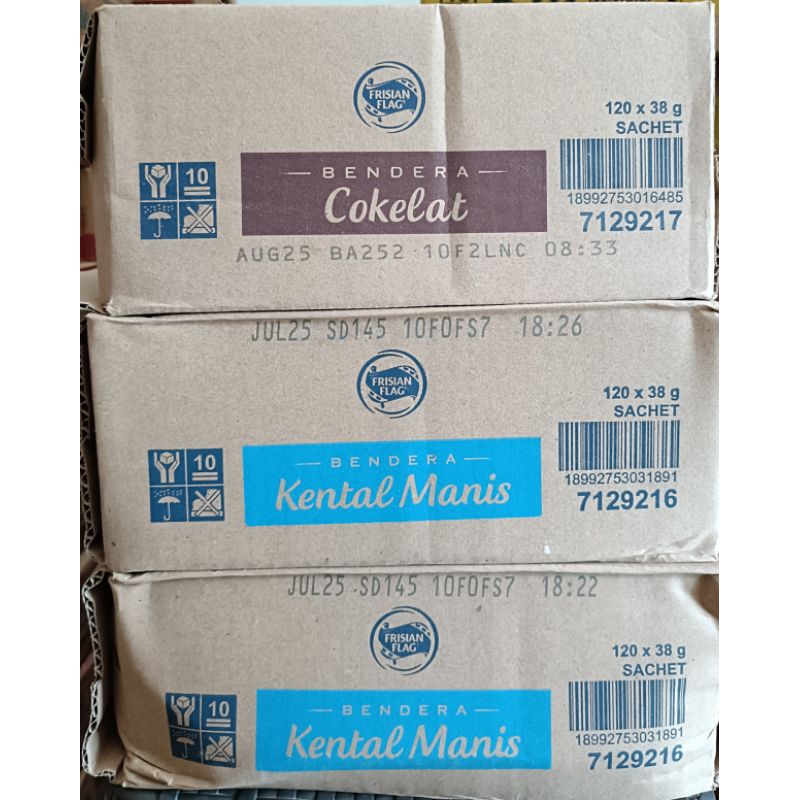 FRISIAN
FLAG
120 x 38 g
SACHET
18992753016485
7129217
10
BENDERA
Cokelat
AUG25 BA252 10F2LNC 08:33
JUL25 SD145 10F0FS7 18:26
FRISIAN
FLAG
120 x 38 g
SACHET
18992753031891
7129216
10
BENDERA
Kental Manis
JUL25 SD145 10F0FS7 18:22
FRISIAN
FLAG
120 x 38 g
SACHET
18992753031891
7129216
10
BENDERA
Kental Manis